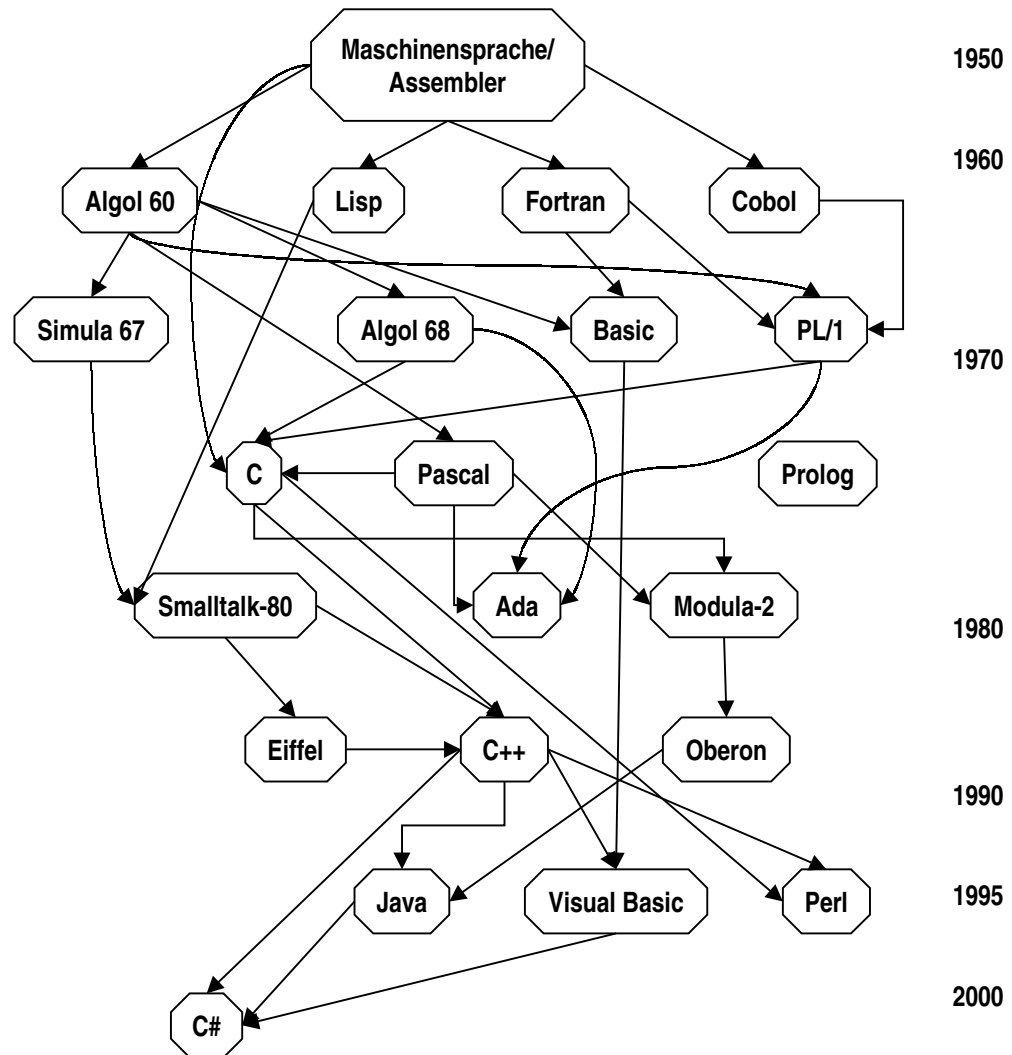 Maschinensprache/
Assembler
1950
1960
Algol 60
Lisp
Fortran
Cobol
Simula 67
Algol 68
Basic
PL/1
1970
C
Pascal
Prolog
Smalltalk-80
Ada
Modula-2
1980
Eiffel
C++
Oberon
1990
Java
Visual Basic
Perl
1995
2000
C#